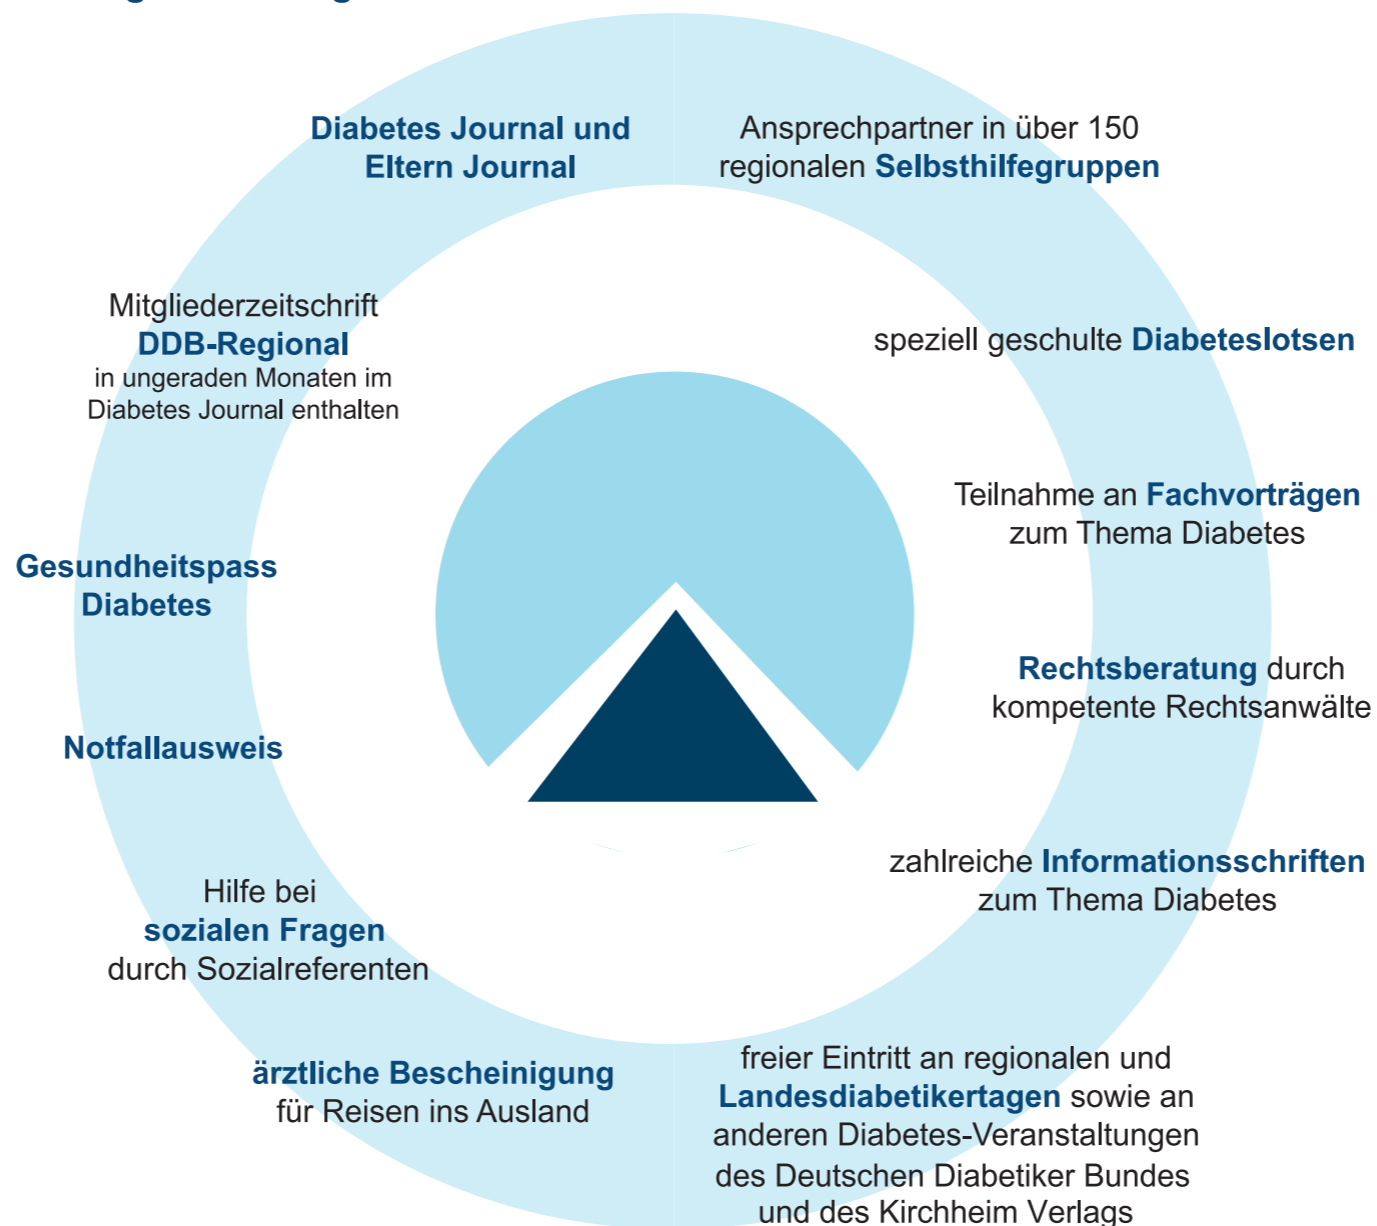 Diabetes Journal und
Eltern Journal
Ansprechpartner in über 150
regionalen Selbsthilfegruppen
Mitgliederzeitschrift
DDB-Regional
in ungeraden Monaten im
Diabetes Journal enthalten
speziell geschulte Diabeteslotsen
Teilnahme an Fachvorträgen
zum Thema Diabetes
Gesundheitspass
Diabetes
Rechtsberatung durch
kompetente Rechtsanwälte
Notfallausweis
zahlreiche Informationsschriften
zum Thema Diabetes
Hilfe bei
sozialen Fragen
durch Sozialreferenten
ärztliche Bescheinigung
für Reisen ins Ausland
freier Eintritt an regionalen und
Landesdiabetikertagen sowie an
anderen Diabetes-Veranstaltungen
des Deutschen Diabetiker Bundes
und des Kirchheim Verlags